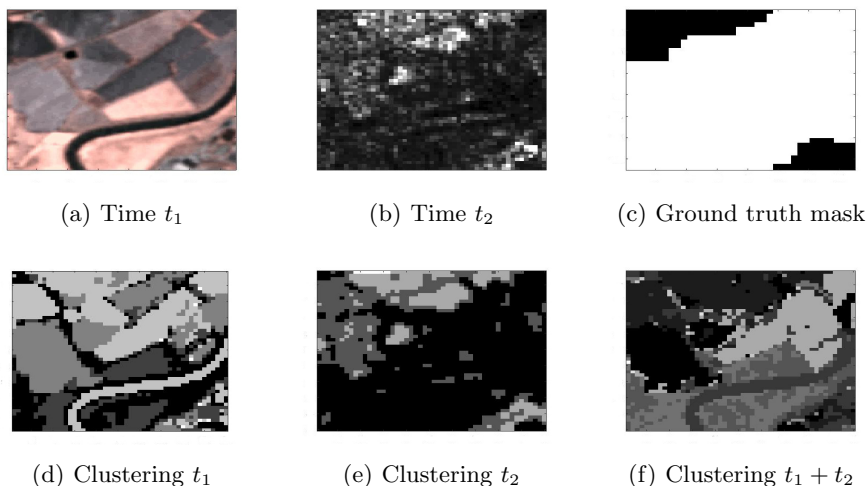 (a) Time t₁
(b) Time t₂
(c) Ground truth mask
(d) Clustering t₁
(e) Clustering t₂
(f) Clustering t₁ + t₂